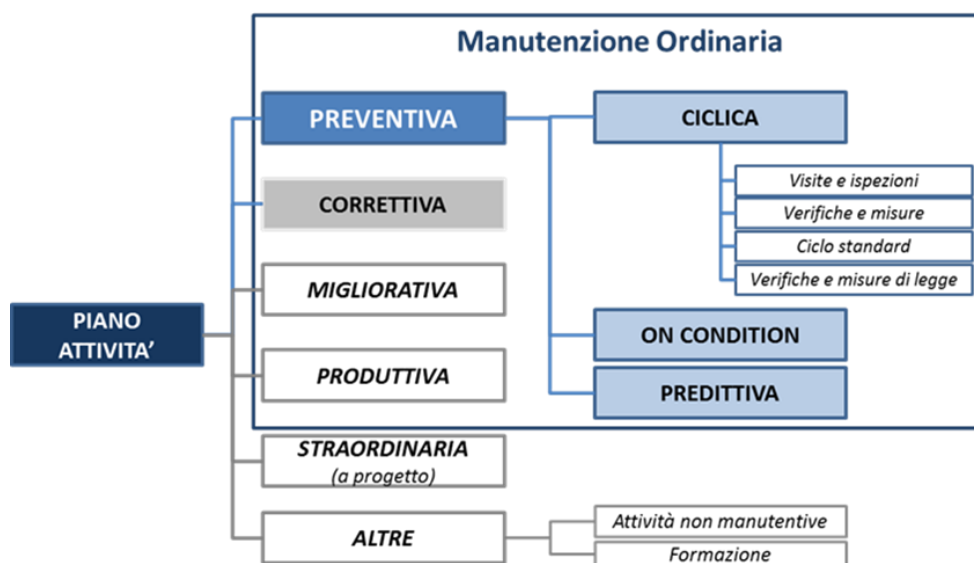 Manutenzione Ordinaria
PREVENTIVA
CICLICA
Visite e ispezioni
CORRETTIVA
Verifiche e misure
Ciclo standard
Verifiche e misure di legge
MIGLIORATIVA
PIANO
ATTIVITA’
ON CONDITION
PRODUTTIVA
PREDITTIVA
STRAORDINARIA
(a progetto)
ALTRE
Attività non manutentive
Formazione